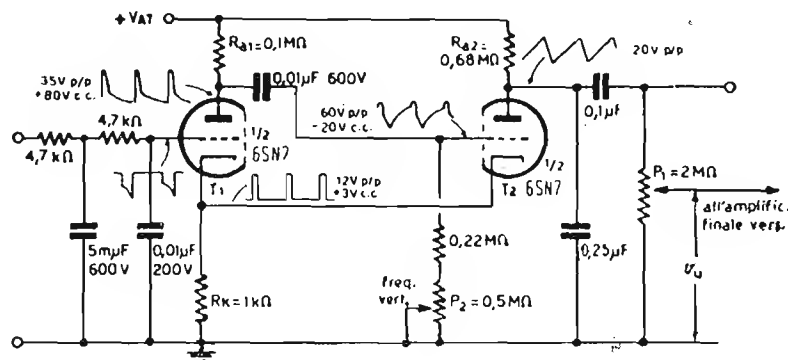 + VAT
Ra1=0,1MΩ
Ra2=
0,68MΩ
20V p/p
35V p/p
+80V c.c.
0,01µF 600V
0,1µF
60V p/p
-20V c.c.
4,7kΩ
4,7kΩ
1/2
6SN7
T1
1/2
T2 6SN7
12V p/p
+3V c.c.
P1=2MΩ
all'amplific.
finale vert.
5mµF
600V
0,01µF
200V
0,22MΩ
0,25µF
RK=1kΩ
freq.
vert.
P2=0,5MΩ
vu